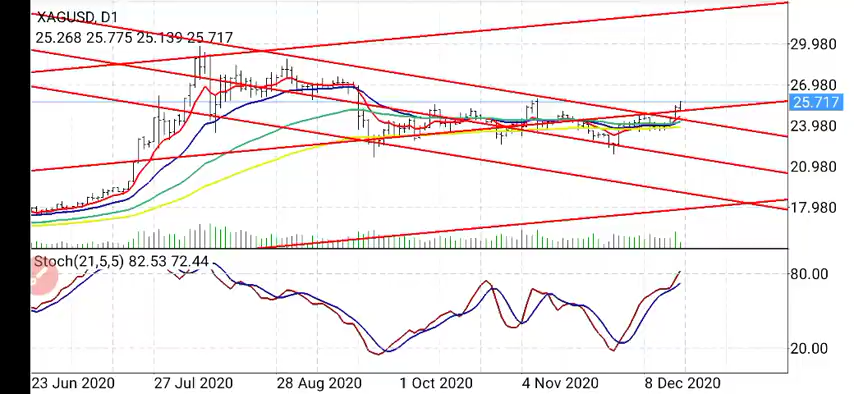 XAGUSD, D1
25.268 25.775 25.139 25.717
29.980
26.980
25.717
23.980
20.980
17.980
Stoch(21,5,5) 82.53 72.44
80.00
20.00
23 Jun 2020 27 Jul 2020 28 Aug 2020 1 Oct 2020 4 Nov 2020 8 Dec 2020